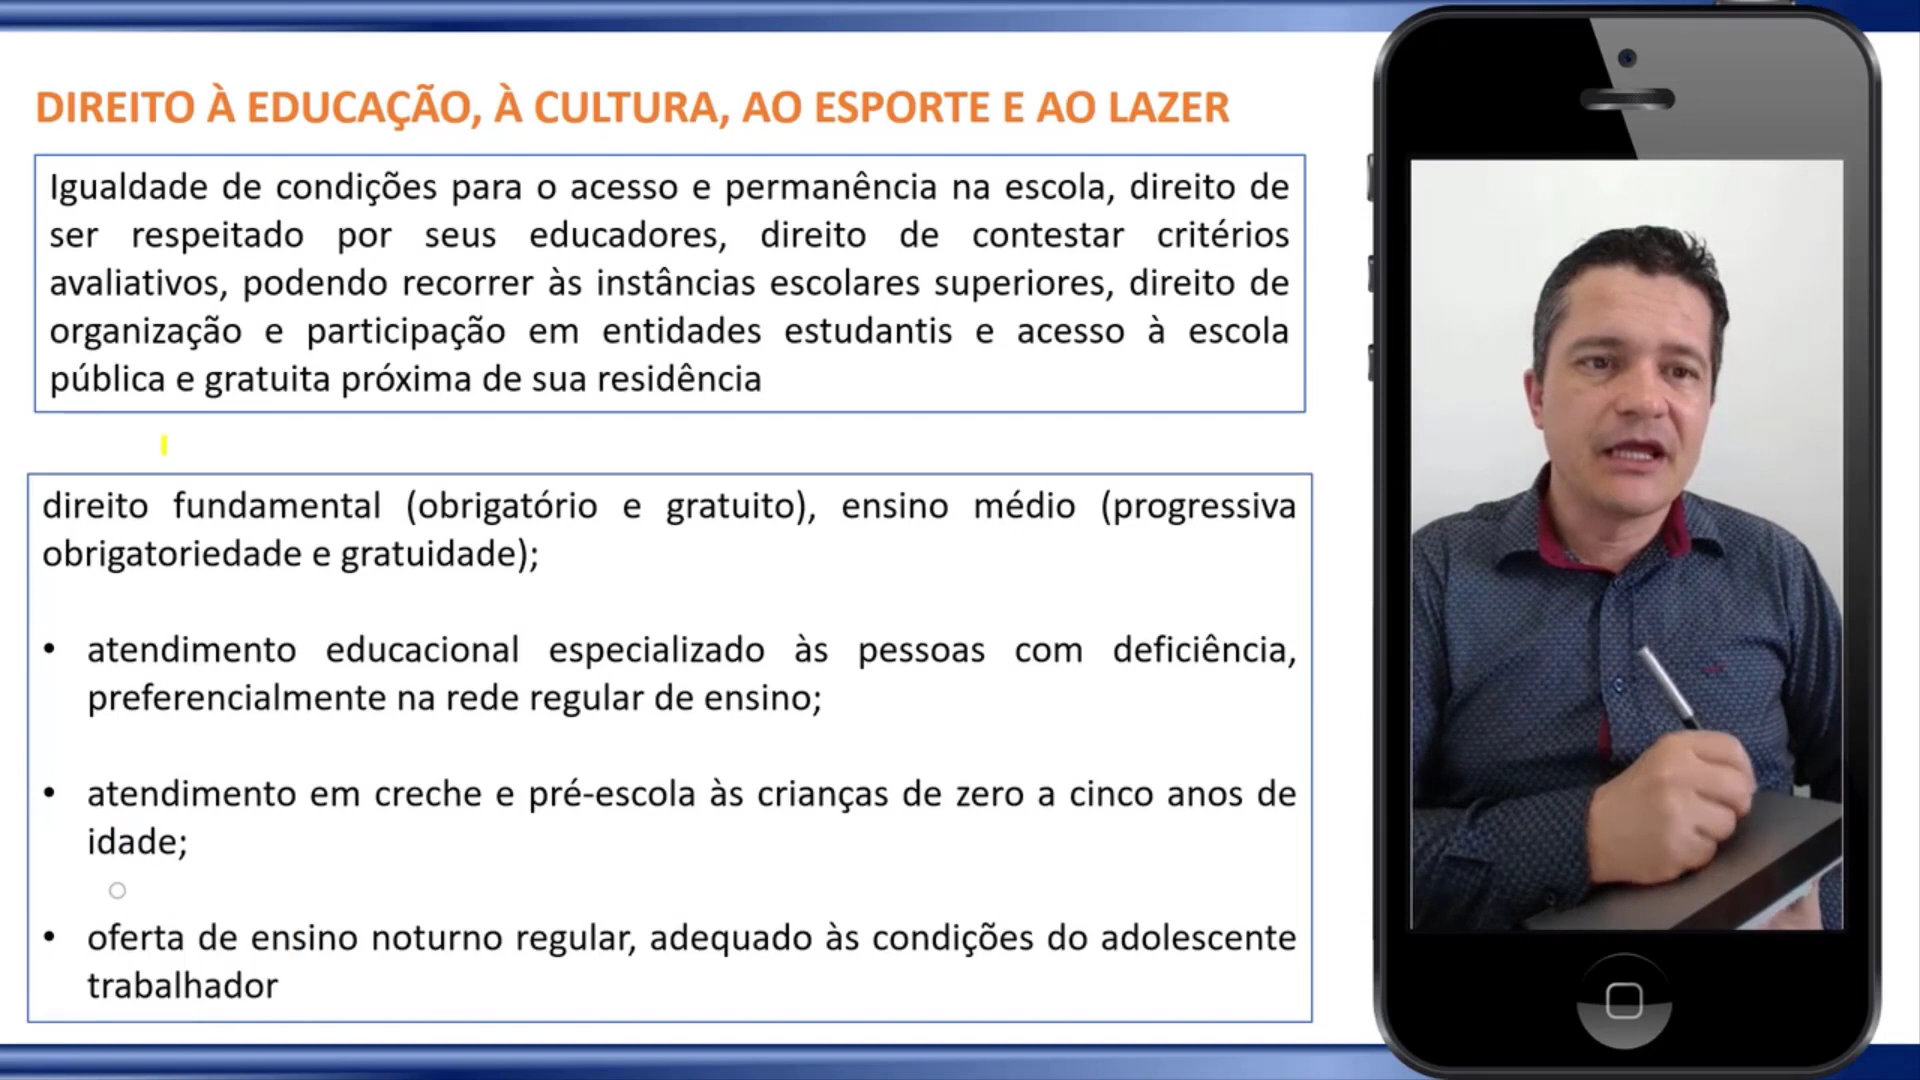 DIREITO À EDUCAÇÃO, À CULTURA, AO ESPORTE E AO LAZER
Igualdade de condições para o acesso e permanência na escola, direito de
ser respeitado por seus educadores, direito de contestar critérios
avaliativos, podendo recorrer às instâncias escolares superiores, direito de
organização e participação em entidades estudantis e acesso à escola
pública e gratuita próxima de sua residência
direito fundamental (obrigatório e gratuito), ensino médio (progressiva
obrigatoriedade e gratuidade);
• atendimento educacional especializado às pessoas com deficiência,
preferencialmente na rede regular de ensino;
• atendimento em creche e pré-escola às crianças de zero a cinco anos de
idade;
• oferta de ensino noturno regular, adequado às condições do adolescente
trabalhador